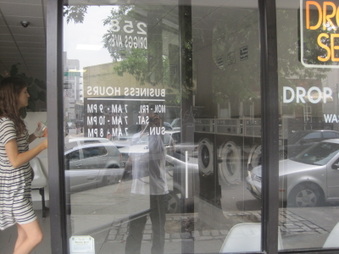 258
DRIGGS AVE
BUSINESS HOURS
MON. FRI. 7 AM - 9 PM
SAT. 7 AM - 10 PM
SUN. 7 AM - 8 PM
DRO
SE
DROP
WA